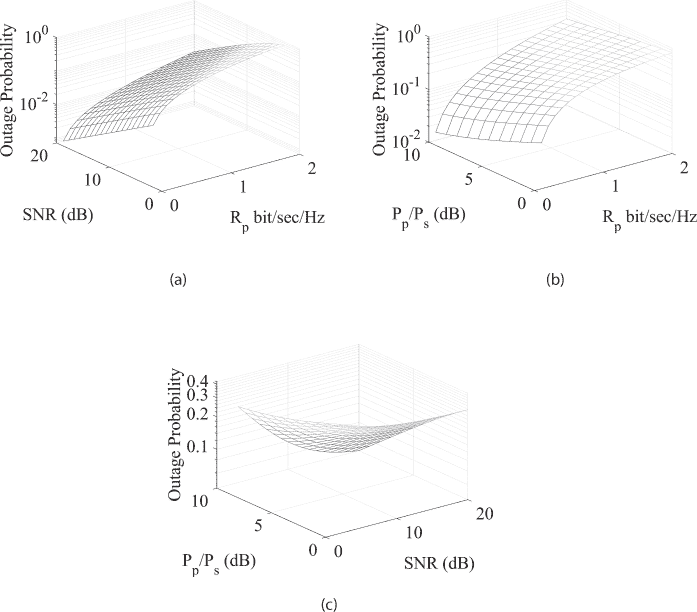 Outage Probability
10^0
10^-2
20
10
0
SNR (dB)
0
1
2
R_p bit/sec/Hz
(a)
Outage Probability
10^0
10^-1
10^-2
10
5
0
P_p/P_s (dB)
0
1
2
R_p bit/sec/Hz
(b)
Outage Probability
0.4
0.3
0.2
0.1
10
5
0
P_p/P_s (dB)
0
10
20
SNR (dB)
(c)